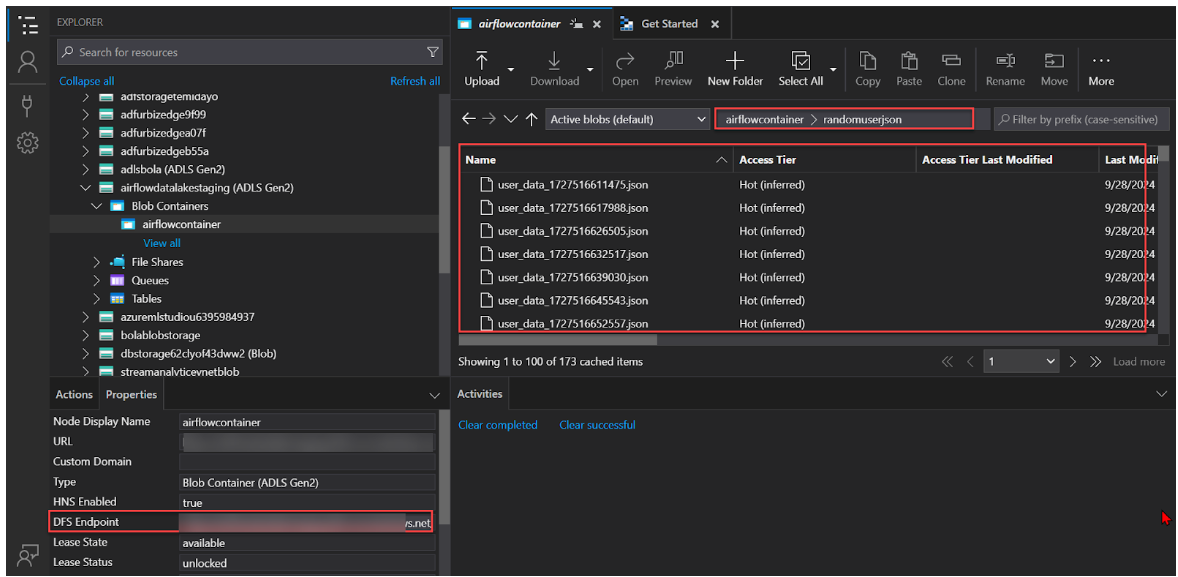 EXPLORER
Search for resources
Collapse all
Refresh all
adfstoragetemidayo
adfurbizedge9f99
adfurbizedgea07f
adfurbizedgeb55a
adlsbola (ADLS Gen2)
airflowdatalakestaging (ADLS Gen2)
Blob Containers
airflowcontainer
View all
File Shares
Queues
Tables
azuremlstudiou6395984937
bolablobstorage
dbstorage62clyof43dww2 (Blob)
streamanalyticevnetblob
Actions
Properties
Node Display Name
airflowcontainer
URL
Custom Domain
Type
Blob Container (ADLS Gen2)
HNS Enabled
true
DFS Endpoint
vs.net
Lease State
available
Lease Status
unlocked
airflowcontainer
Get Started
Upload
Download
Open
Preview
New Folder
Select All
Copy
Paste
Clone
Rename
Move
More
Active blobs (default)
airflowcontainer
randomuserjson
Filter by prefix (case-sensitive)
Name
Access Tier
Access Tier Last Modified
Last Modif
user_data_1727516611475.json Hot (inferred) 9/28/2024
user_data_1727516617988.json Hot (inferred) 9/28/2024
user_data_1727516626505.json Hot (inferred) 9/28/2024
user_data_1727516632517.json Hot (inferred) 9/28/2024
user_data_1727516639030.json Hot (inferred) 9/28/2024
user_data_1727516645543.json Hot (inferred) 9/28/2024
user_data_1727516652557.json Hot (inferred) 9/28/2024
Showing 1 to 100 of 173 cached items
1
Load more
Activities
Clear completed
Clear successful